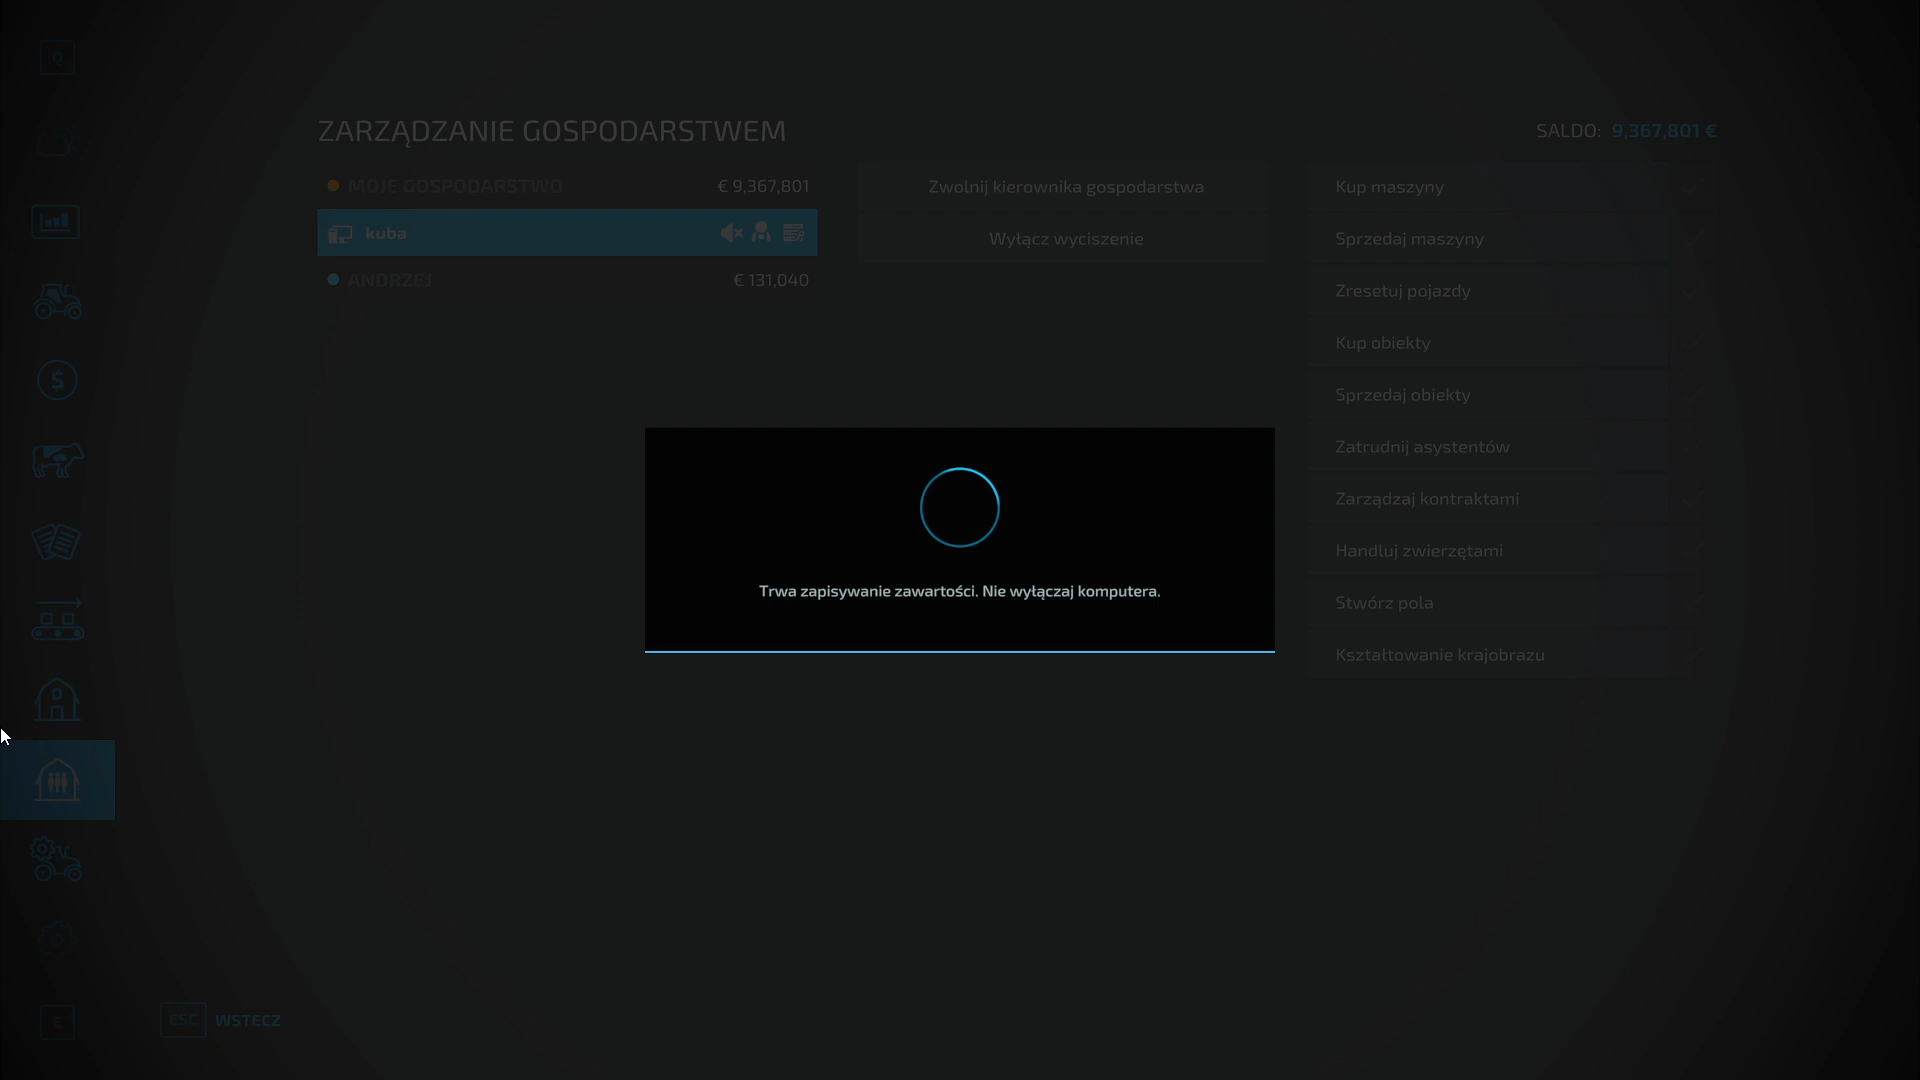 Q
ZARZĄDZANIE GOSPODARSTWEM
SALDO: 9,367,801 €
MOJE GOSPODARSTWO € 9,367,801
kuba
ANDRZEJ € 131,040
Zwolnij kierownika gospodarstwa
Wyłącz wyciszenie
Kup maszyny
Sprzedaj maszyny
Zresetuj pojazdy
Kup obiekty
Sprzedaj obiekty
Zatrudnij asystentów
Zarządzaj kontraktami
Handluj zwierzętami
Stwórz pola
Kształtowanie krajobrazu
Trwa zapisywanie zawartości. Nie wyłączaj komputera.
E
ESC WSTECZ